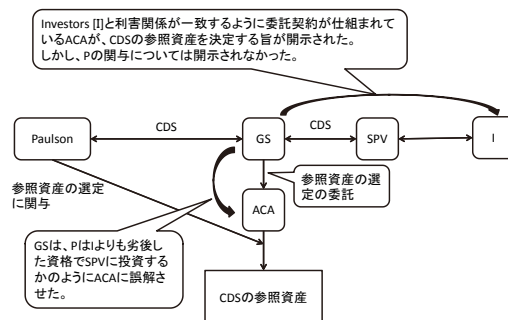 Investors [I]と利害関係が一致するように委託契約が仕組まれて
いるACAが、CDSの参照資産を決定する旨が開示された。
しかし、Pの関与については開示されなかった。
Paulson
CDS
GS
CDS
SPV
I
参照資産の選定
に関与
参照資産の選
定の委託
ACA
GSは、PはIよりも劣後し
た資格でSPVに投資する
かのようにACAに誤解さ
せた。
CDSの参照資産